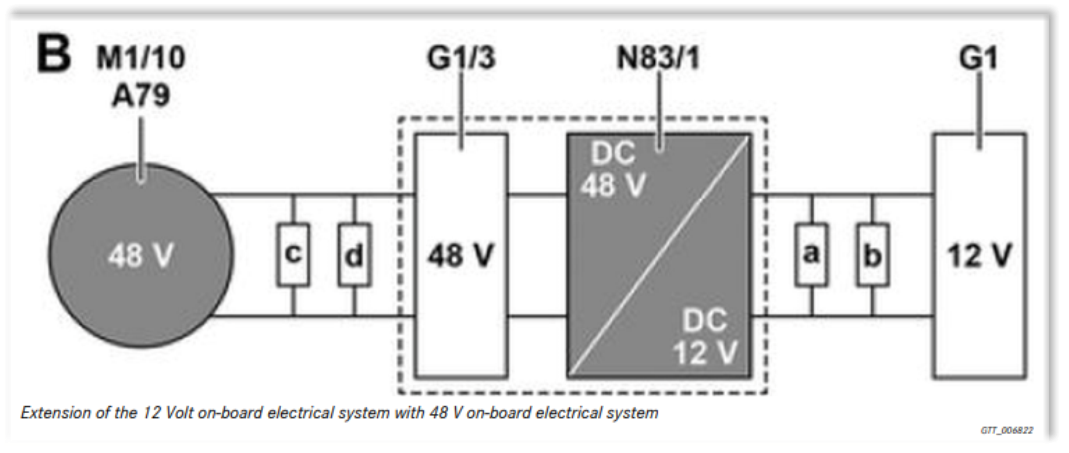 B
M1/10
A79
G1/3
N83/1
G1
DC
48 V
48 V
c
d
48 V
a
b
12 V
DC
12 V
Extension of the 12 Volt on-board electrical system with 48 V on-board electrical system
GTT_006822